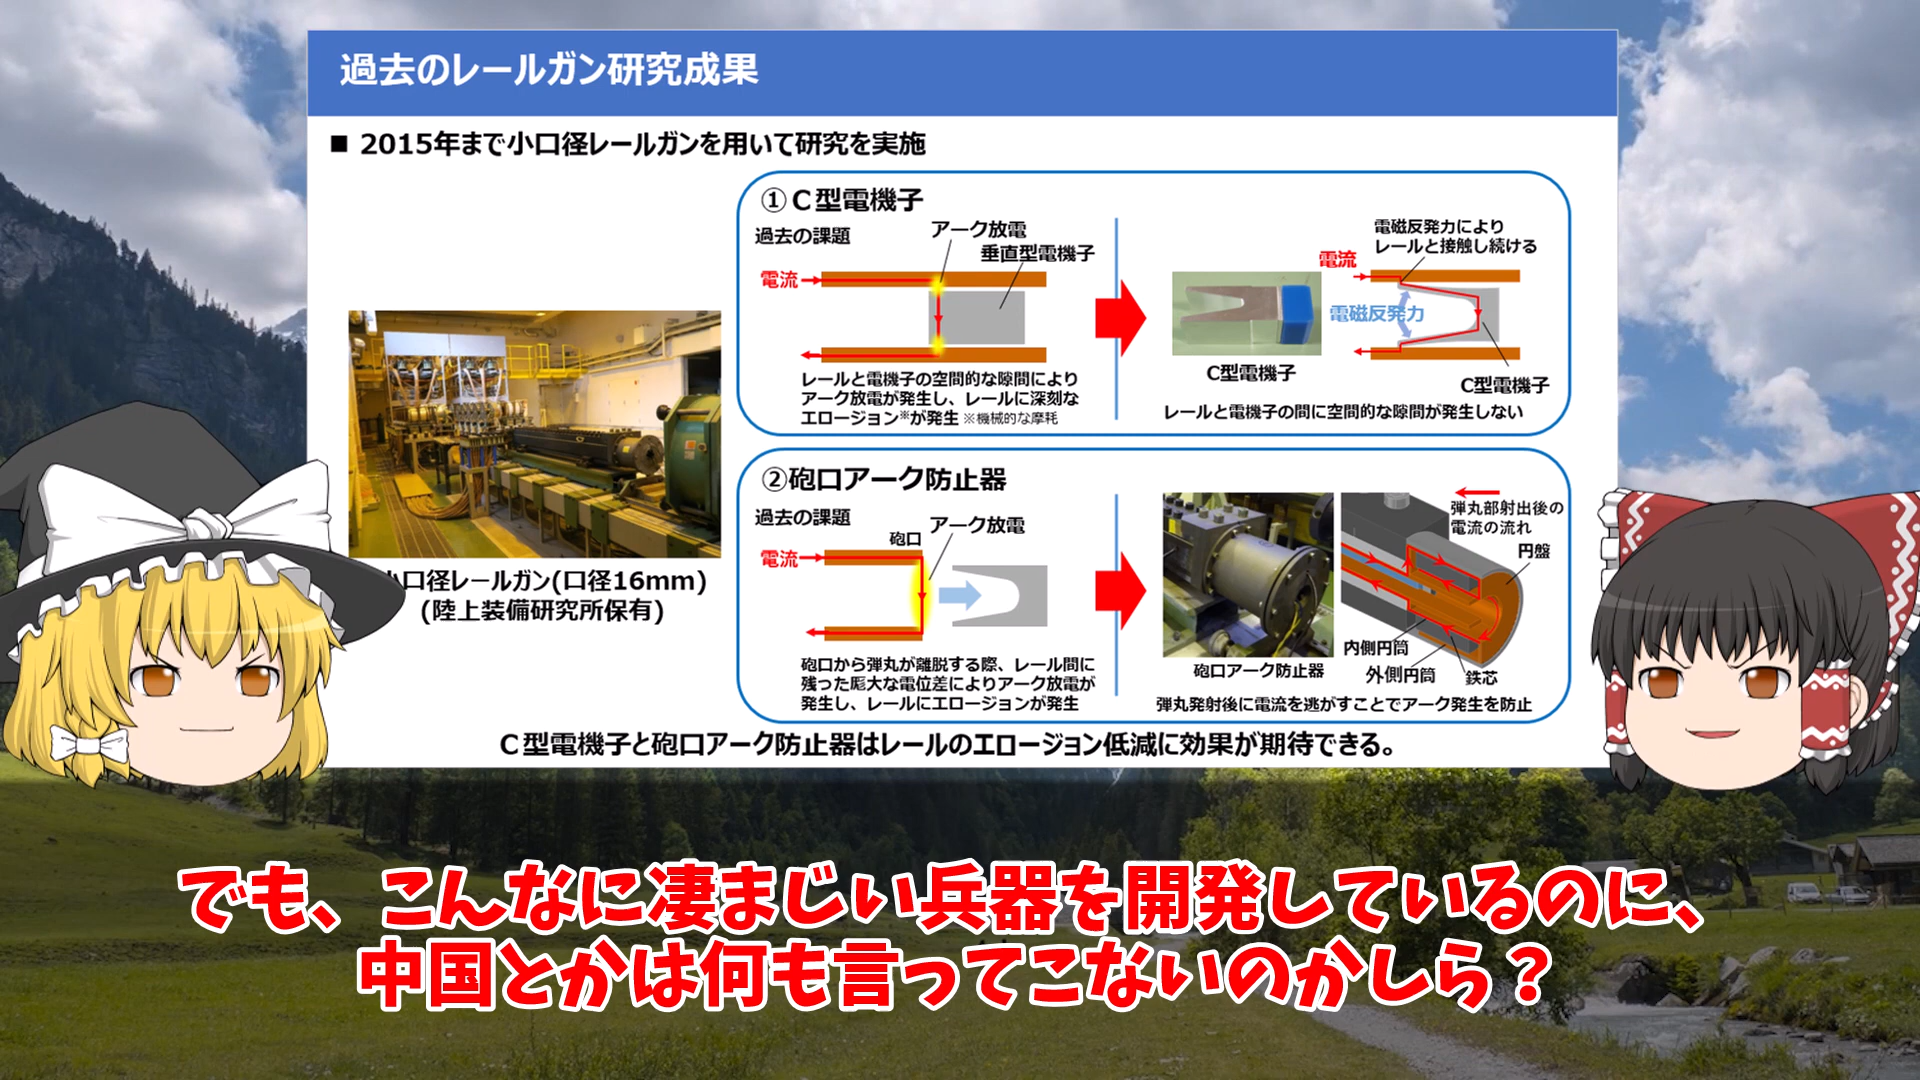 過去のレールガン研究成果
■ 2015年まで小口径レールガンを用いて研究を実施
小口径レールガン(口径16mm)
(陸上装備研究所保有)
①C型電機子
過去の課題
アーク放電
垂直型電機子
電流
レールと電機子の空間的な隙間により
アーク放電が発生し、レールに深刻な
エロージョン※が発生 ※機械的な摩耗
C型電機子
電磁反発力により
レールと接触し続ける
電流
電磁反発力
C型電機子
レールと電機子の間に空間的な隙間が発生しない
②砲口アーク防止器
過去の課題
砲口
アーク放電
電流
砲口から弾丸が離脱する際、レール間に
残った厖大な電位差によりアーク放電が
発生し、レールにエロージョンが発生
砲口アーク防止器
弾丸部射出後の
電流の流れ
円盤
内側円筒
外側円筒
鉄芯
弾丸発射後に電流を逃がすことでアーク発生を防止
C型電機子と砲口アーク防止器はレールのエロージョン低減に効果が期待できる。
でも、こんなに凄まじい兵器を開発しているのに、
中国とかは何も言ってこないのかしら？